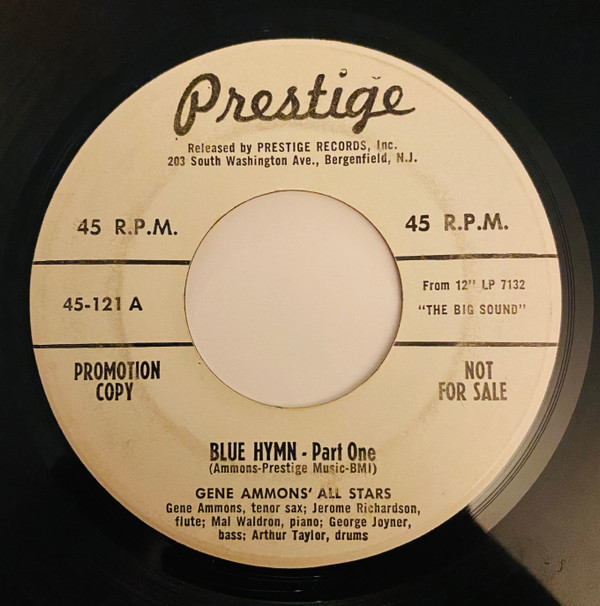 Prestige
Released by PRESTIGE RECORDS, Inc.
203 South Washington Ave., Bergenfield, N.J.
45 R.P.M.
45 R.P.M.
45-121 A
From 12" LP 7132
"THE BIG SOUND"
PROMOTION
COPY
NOT
FOR SALE
BLUE HYMN - Part One
(Ammons-Prestige Music-BMI)
GENE AMMONS' ALL STARS
Gene Ammons, tenor sax; Jerome Richardson,
flute; Mal Waldron, piano; George Joyner,
bass; Arthur Taylor, drums